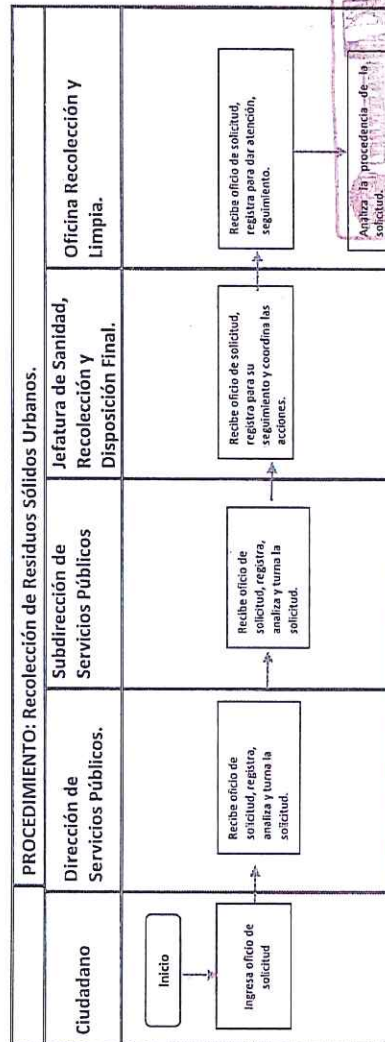 PROCEDIMIENTO: Recolección de Residuos Sólidos Urbanos.
Ciudadano
Dirección de
Servicios Públicos.
Subdirección de
Servicios Públicos
Jefatura de Sanidad,
Recolección y
Disposición Final.
Oficina Recolección y
Limpia.
Inicio
Ingresa oficio de
solicitud
Recibe oficio de
solicitud, registra,
analiza y turna la
solicitud.
Recibe oficio de
solicitud, registra,
analiza y turna la
solicitud.
Recibe oficio de solicitud,
registra para su
seguimiento y coordina las
acciones.
Recibe oficio de solicitud,
registra para dar atención,
seguimiento.
Analiza la procedencia de la
solicitud.